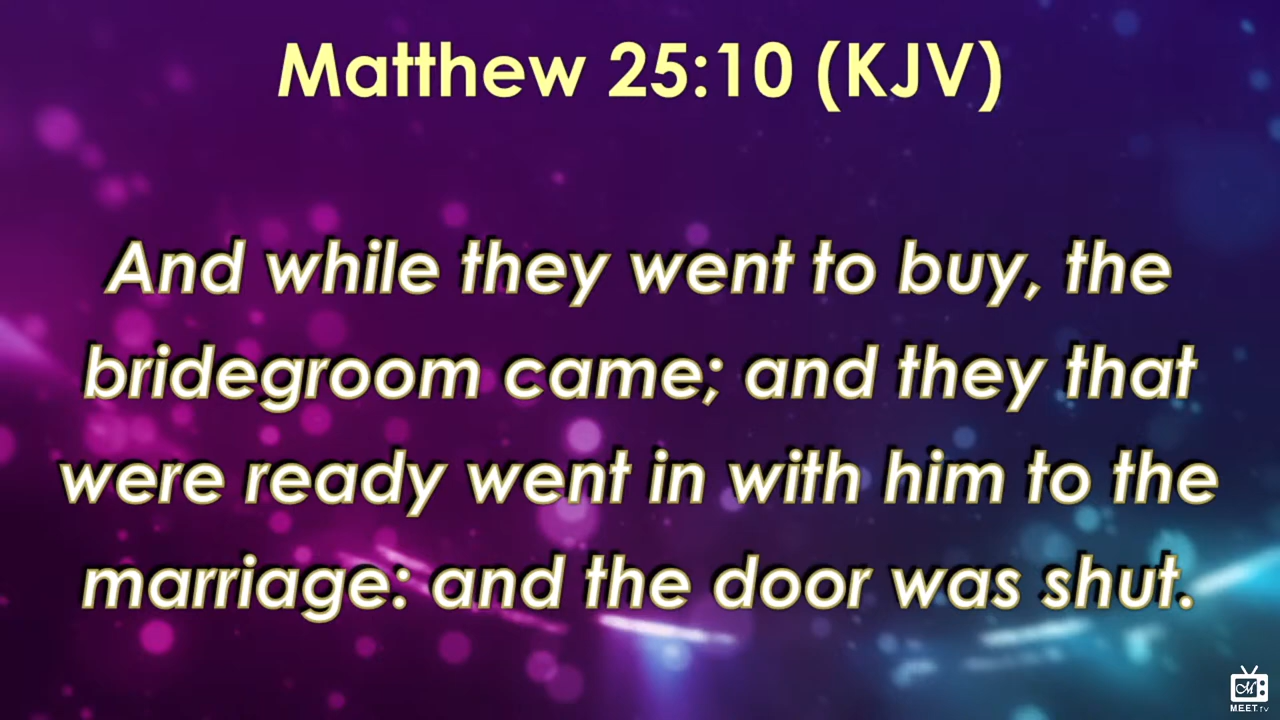 Matthew 25:10 (KJV)
And while they went to buy, the
bridegroom came; and they that
were ready went in with him to the
marriage: and the door was shut.
M
MEET.TV